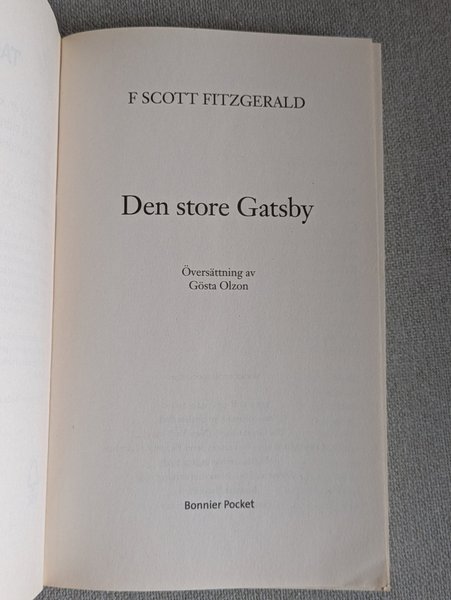 F SCOTT FITZGERALD
Den store Gatsby
Översättning av
Gösta Olzon
Bonnier Pocket